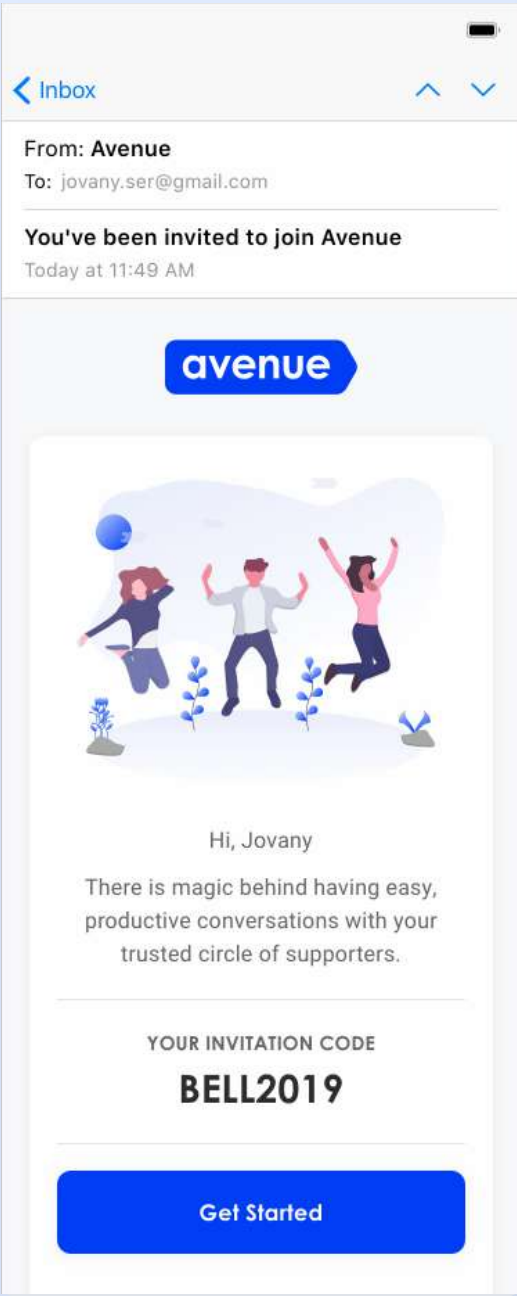 Inbox
From: Avenue
To: jovany.ser@gmail.com
You've been invited to join Avenue
Today at 11:49 AM
avenue
Hi, Jovany
There is magic behind having easy,
productive conversations with your
trusted circle of supporters.
YOUR INVITATION CODE
BELL2019
Get Started